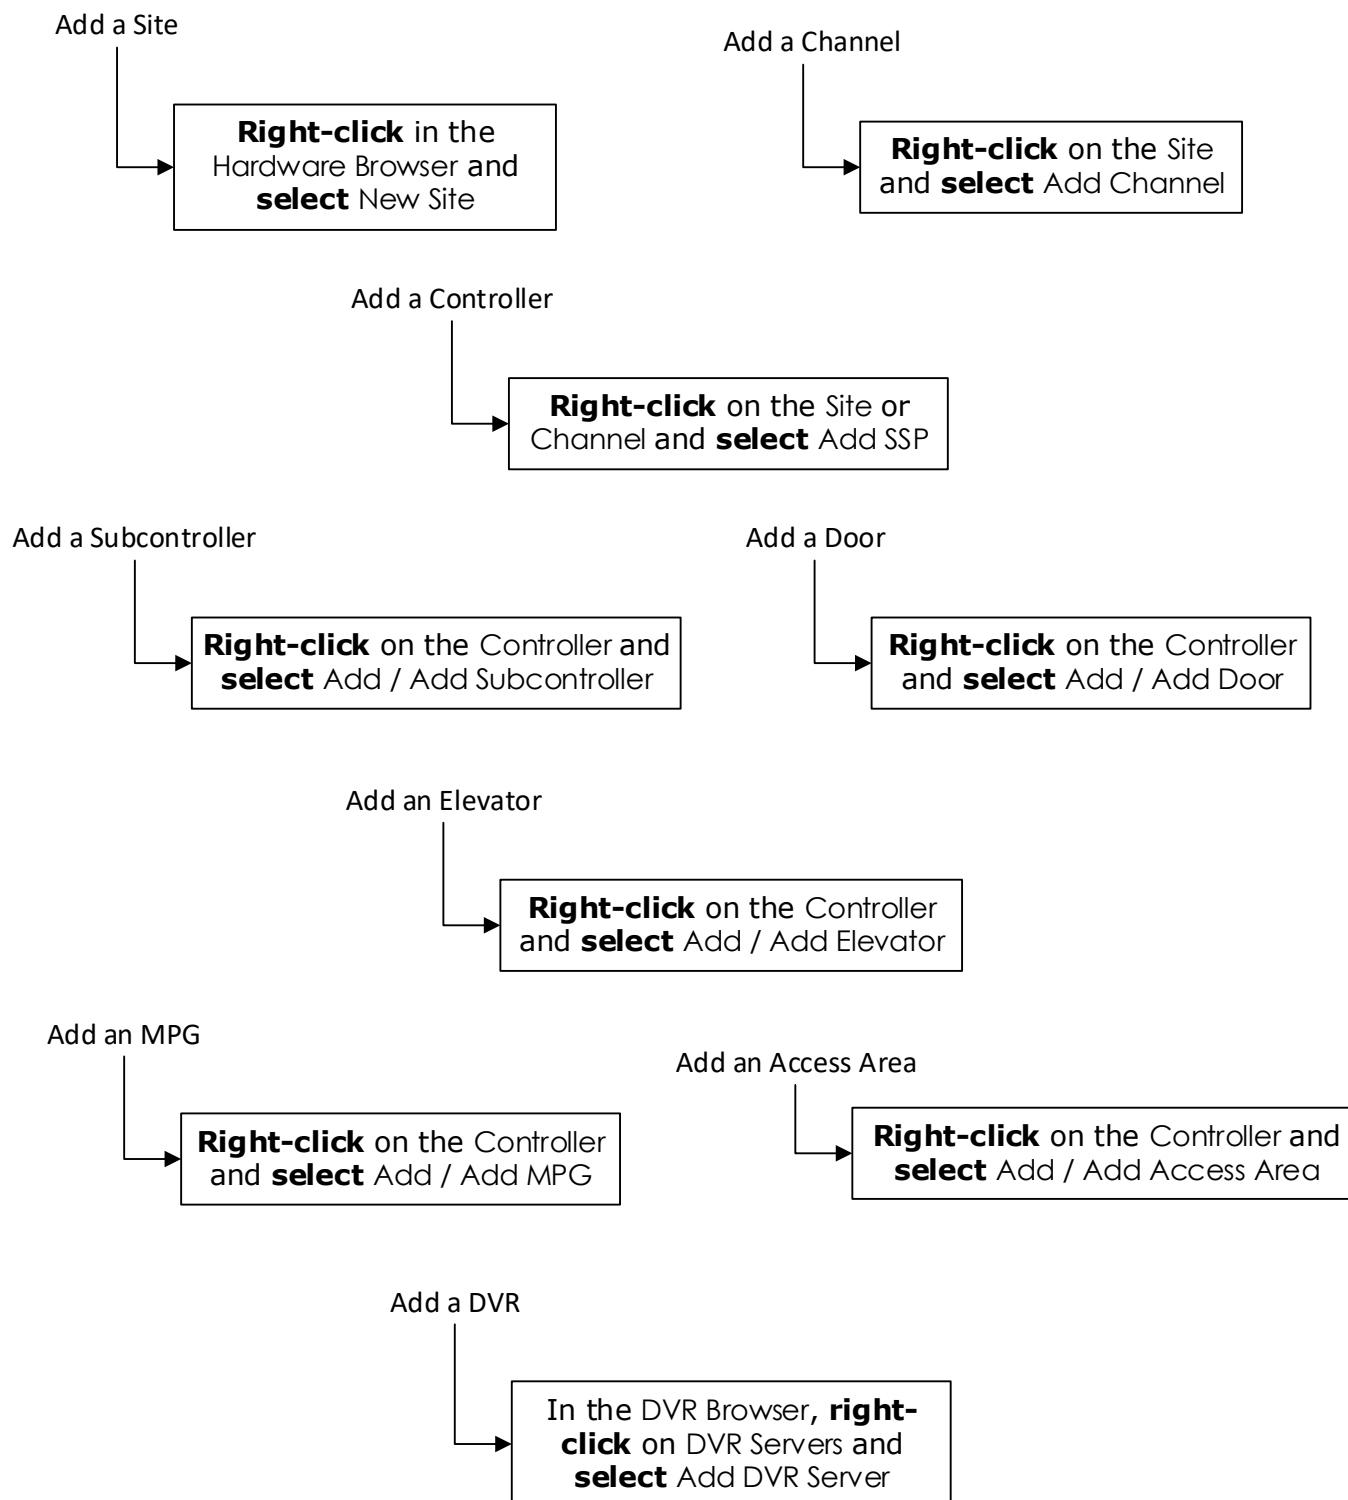 Add a Site
Right-click in the
Hardware Browser and
select New Site
Add a Channel
Right-click on the Site
and select Add Channel
Add a Controller
Right-click on the Site or
Channel and select Add SSP
Add a Subcontroller
Right-click on the Controller and
select Add / Add Subcontroller
Add a Door
Right-click on the Controller
and select Add / Add Door
Add an Elevator
Right-click on the Controller
and select Add / Add Elevator
Add an MPG
Right-click on the Controller
and select Add / Add MPG
Add an Access Area
Right-click on the Controller and
select Add / Add Access Area
Add a DVR
In the DVR Browser, right-
click on DVR Servers and
select Add DVR Server